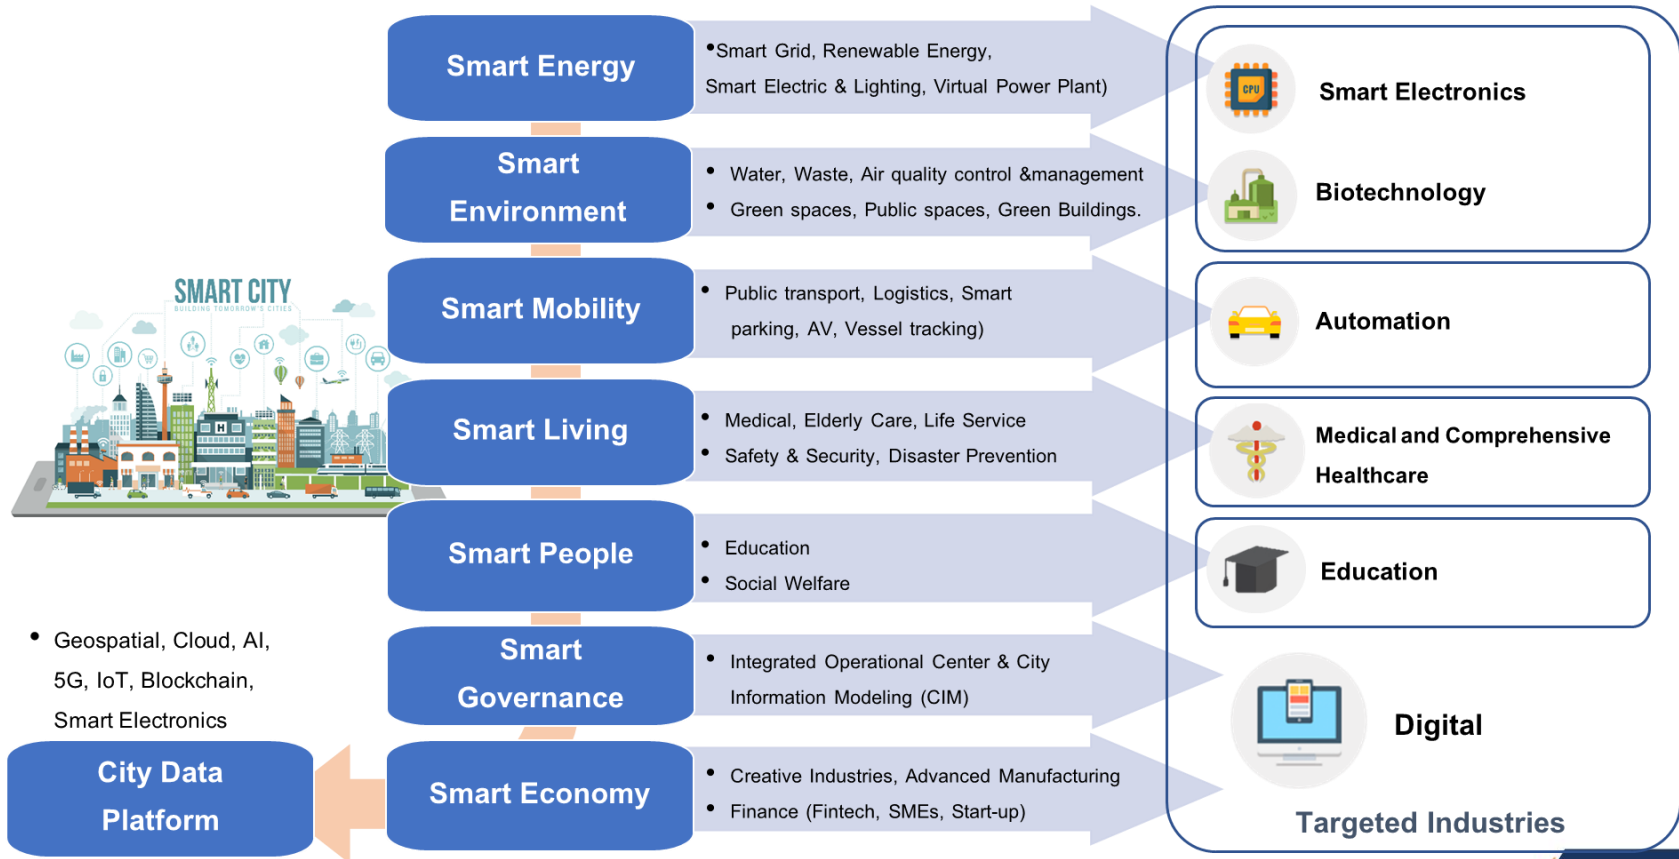 Smart Energy
•Smart Grid, Renewable Energy,
Smart Electric & Lighting, Virtual Power Plant)
CPU
Smart Electronics
Smart
Environment
• Water, Waste, Air quality control &management
• Green spaces, Public spaces, Green Buildings.
Biotechnology
SMART CITY
BUILDING TOMORROW'S CITIES
H
Smart Mobility
• Public transport, Logistics, Smart
parking, AV, Vessel tracking)
Automation
Smart Living
• Medical, Elderly Care, Life Service
• Safety & Security, Disaster Prevention
Medical and Comprehensive
Healthcare
Smart People
• Education
• Social Welfare
Education
• Geospatial, Cloud, AI,
5G, IoT, Blockchain,
Smart Electronics
Smart
Governance
• Integrated Operational Center & City
Information Modeling (CIM)
Digital
City Data
Platform
Smart Economy
• Creative Industries, Advanced Manufacturing
• Finance (Fintech, SMEs, Start-up)
Targeted Industries